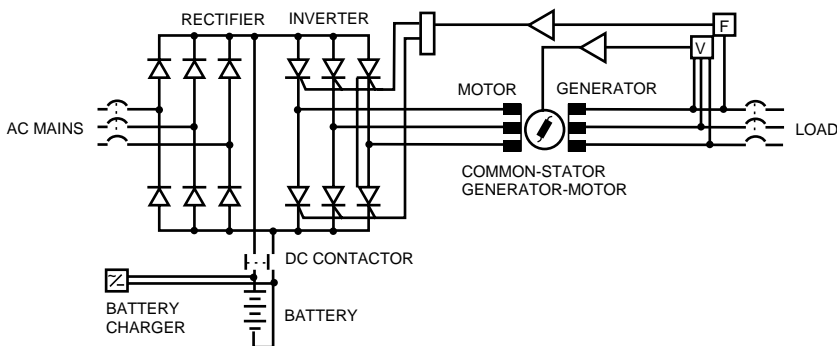 RECTIFIER INVERTER
F
V
MOTOR GENERATOR
AC MAINS
LOAD
COMMON-STATOR
GENERATOR-MOTOR
DC CONTACTOR
BATTERY
CHARGER
BATTERY